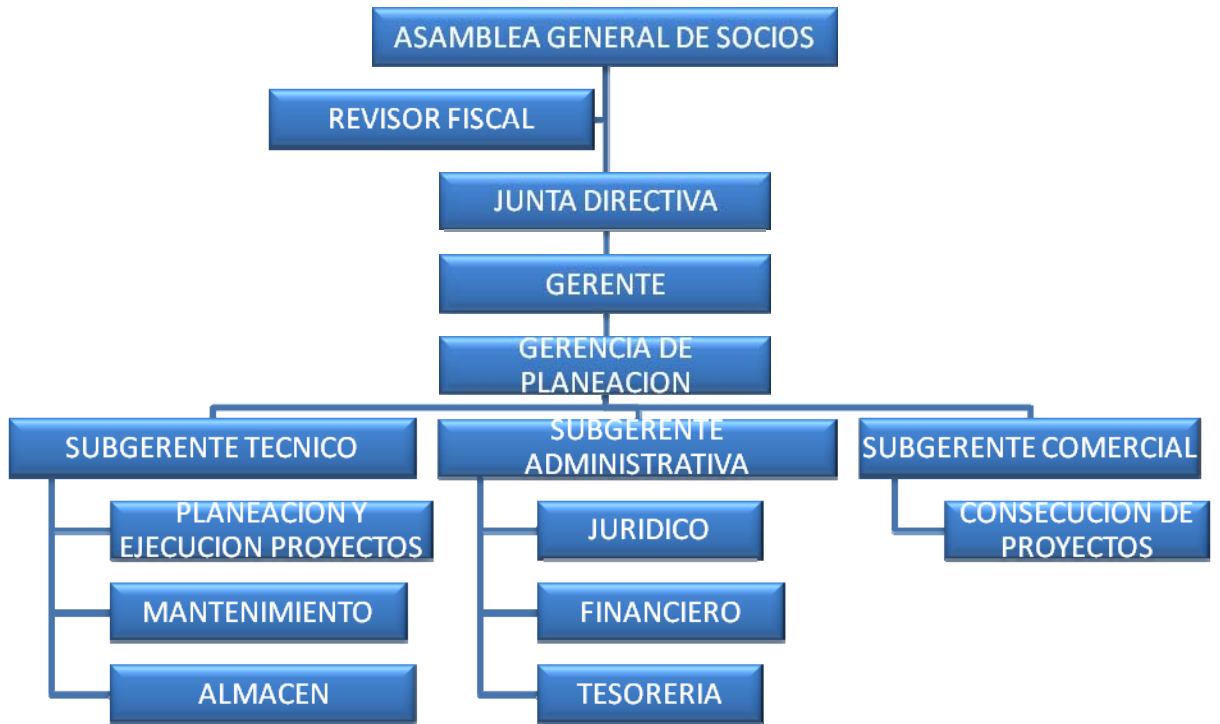 ASAMBLEA GENERAL DE SOCIOS
REVISOR FISCAL
JUNTA DIRECTIVA
GERENTE
GERENCIA DE
PLANEACION
SUBGERENTE TECNICO
PLANEACION Y
EJECUCION PROYECTOS
MANTENIMIENTO
ALMACEN
SUBGERENTE
ADMINISTRATIVA
JURIDICO
FINANCIERO
TESORERIA
SUBGERENTE COMERCIAL
CONSECUCION DE
PROYECTOS